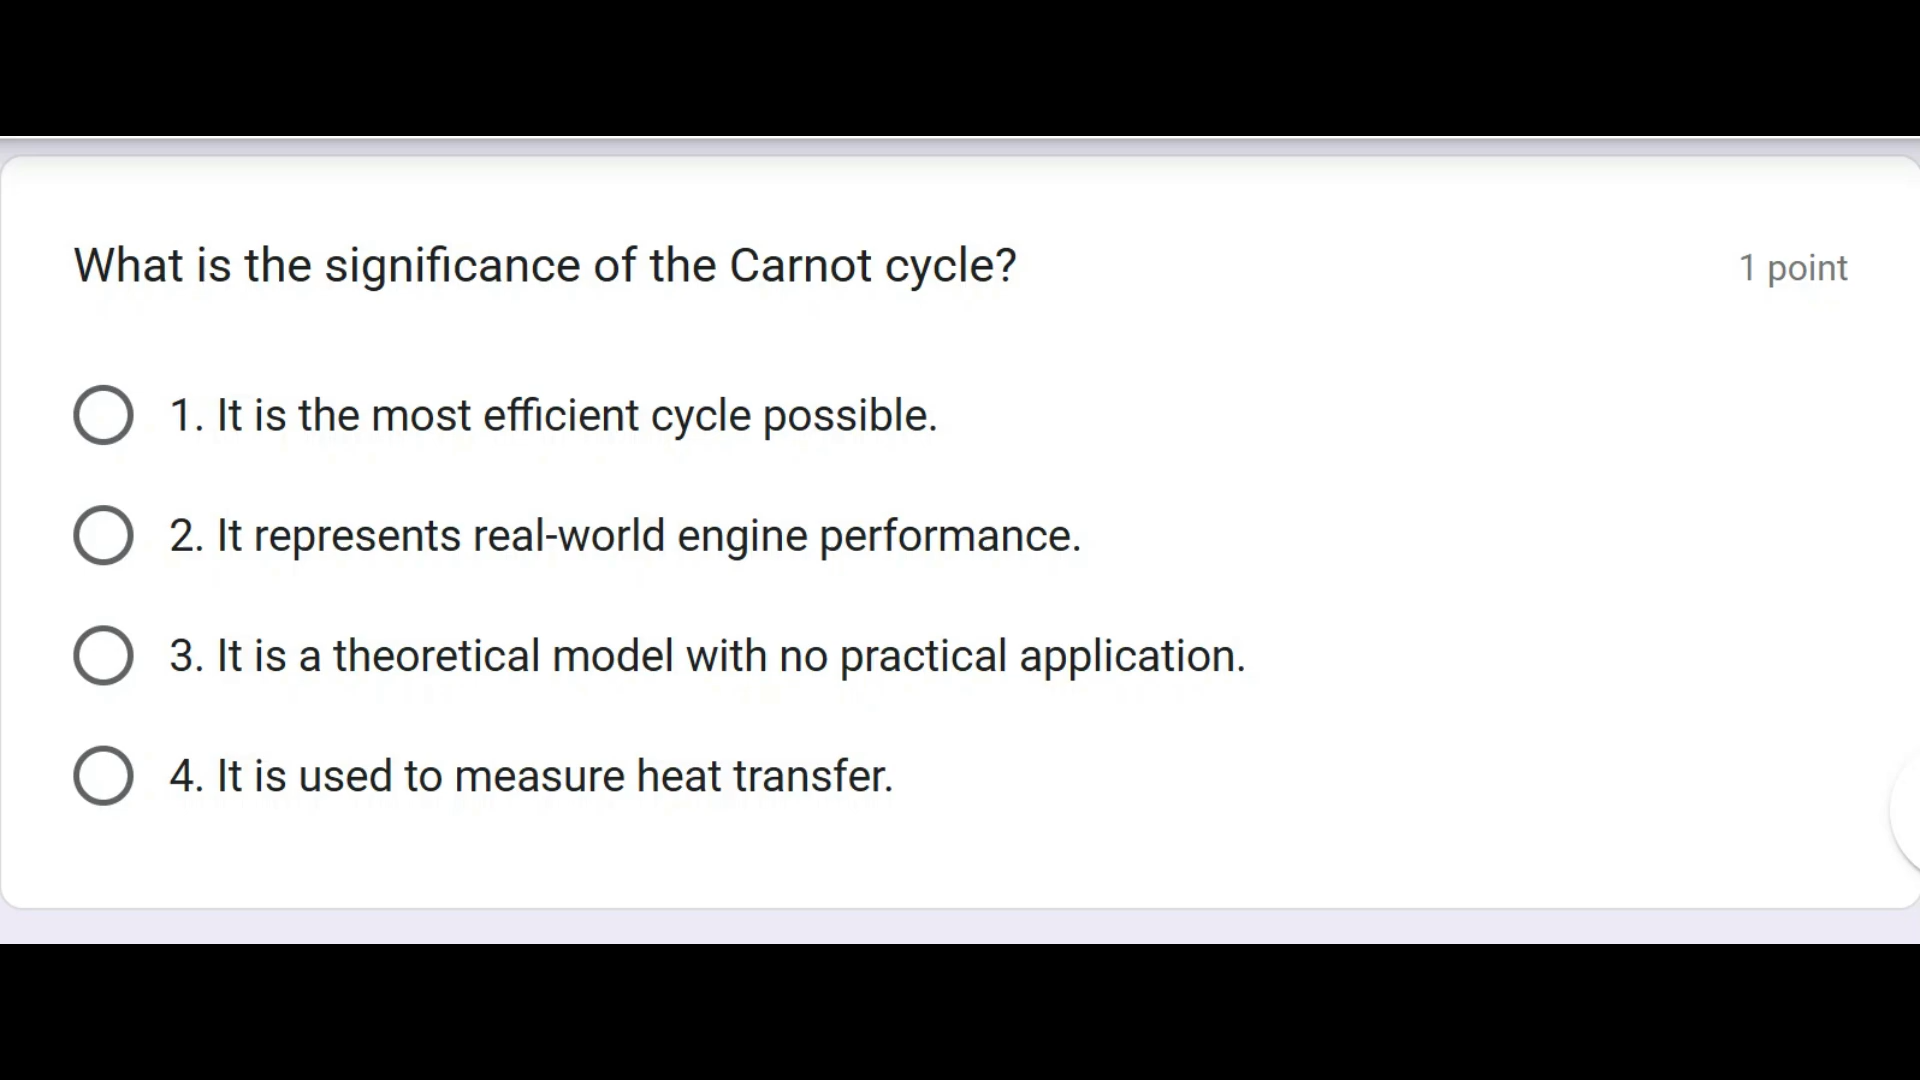 What is the significance of the Carnot cycle?
1 point
1. It is the most efficient cycle possible.
2. It represents real-world engine performance.
3. It is a theoretical model with no practical application.
4. It is used to measure heat transfer.